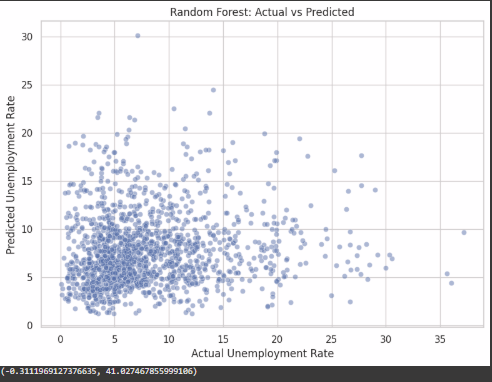 Random Forest: Actual vs Predicted
30
25
20
15
10
5
0
Predicted Unemployment Rate
0 5 10 15 20 25 30 35
Actual Unemployment Rate
(-0.3111969127376635, 41.027467855999106)